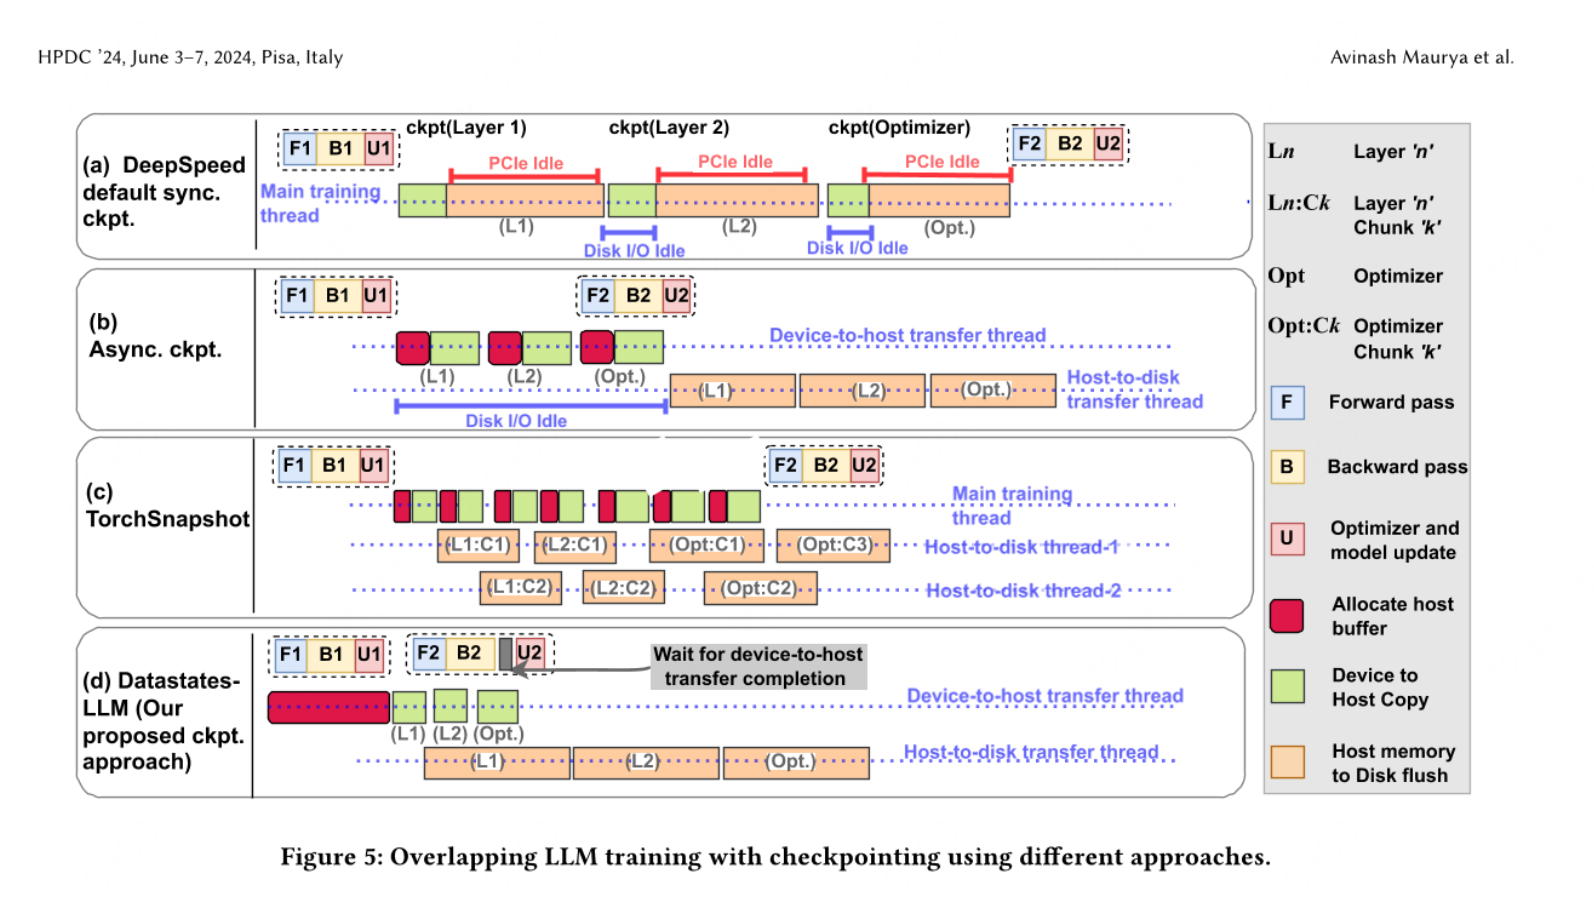 HPDC ’24, June 3–7, 2024, Pisa, Italy
Avinash Maurya et al.
(a) DeepSpeed
default sync.
ckpt.
F1 B1 U1
ckpt(Layer 1)
ckpt(Layer 2)
ckpt(Optimizer)
F2 B2 U2
PCIe Idle
PCIe Idle
PCIe Idle
Main training
thread
(L1)
(L2)
(Opt.)
Disk I/O Idle
Disk I/O Idle
(b)
Async. ckpt.
F1 B1 U1
F2 B2 U2
Device-to-host transfer thread
(L1)
(L2)
(Opt.)
(L1)
(L2)
(Opt.)
Host-to-disk
transfer thread
Disk I/O Idle
(c)
TorchSnapshot
F1 B1 U1
F2 B2 U2
Main training
thread
(L1:C1)
(L2:C1)
(Opt:C1)
(Opt:C3)
Host-to-disk thread-1
(L1:C2)
(L2:C2)
(Opt:C2)
Host-to-disk thread-2
(d) Datastates-
LLM (Our
proposed ckpt.
approach)
F1 B1 U1
F2 B2 U2
Wait for device-to-host
transfer completion
Device-to-host transfer thread
(L1) (L2) (Opt.)
(L1)
(L2)
(Opt.)
Host-to-disk transfer thread
Ln Layer 'n'
Ln:Ck Layer 'n'
Chunk 'k'
Opt Optimizer
Opt:Ck Optimizer
Chunk 'k'
F Forward pass
B Backward pass
U Optimizer and
model update
Allocate host
buffer
Device to
Host Copy
Host memory
to Disk flush
Figure 5: Overlapping LLM training with checkpointing using different approaches.